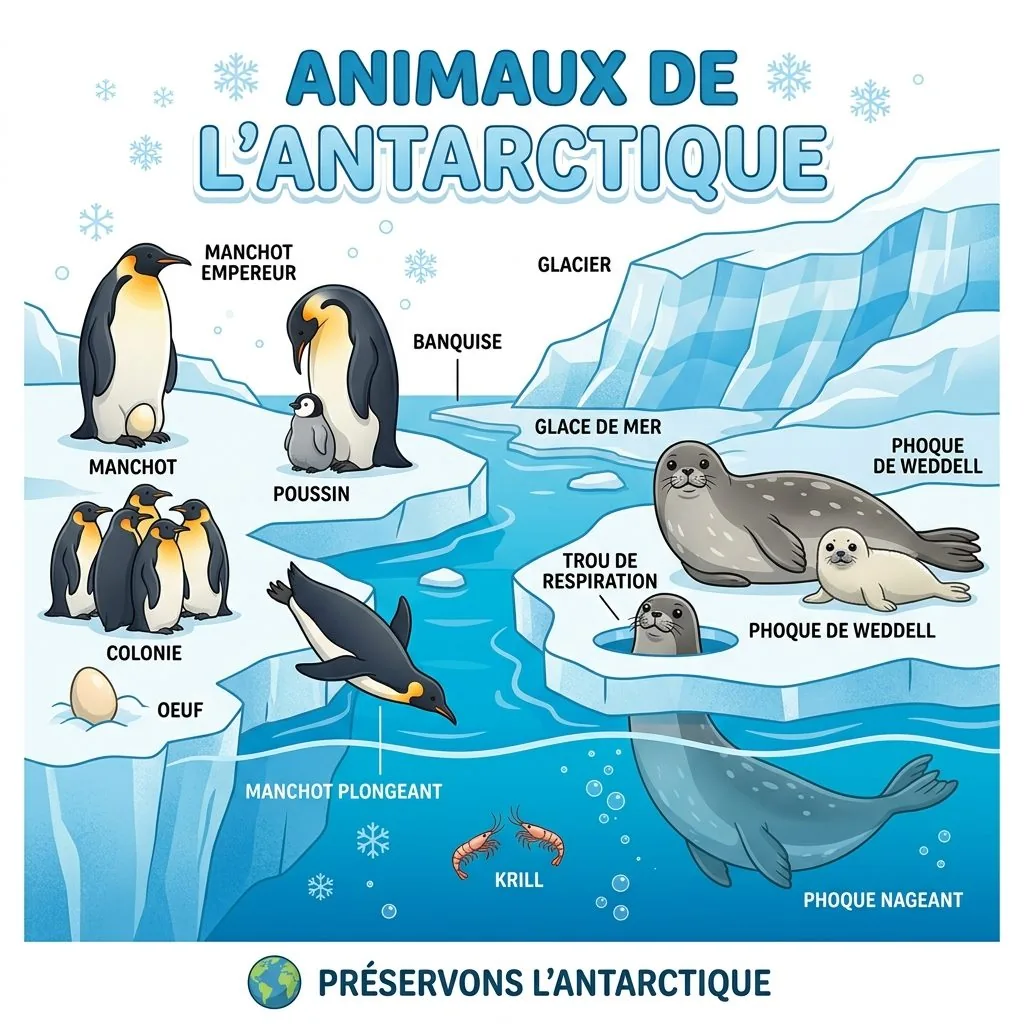 ANIMAUX DE
L'ANTARCTIQUE
MANCHOT
EMPEREUR
GLACIER
BANQUISE
GLACE DE MER
PHOQUE
DE WEDDELL
MANCHOT
POUSSIN
TROU DE
RESPIRATION
PHOQUE DE WEDDELL
COLONIE
OEUF
MANCHOT PLONGEANT
KRILL
PHOQUE NAGEANT
PRÉSERVONS L'ANTARCTIQUE